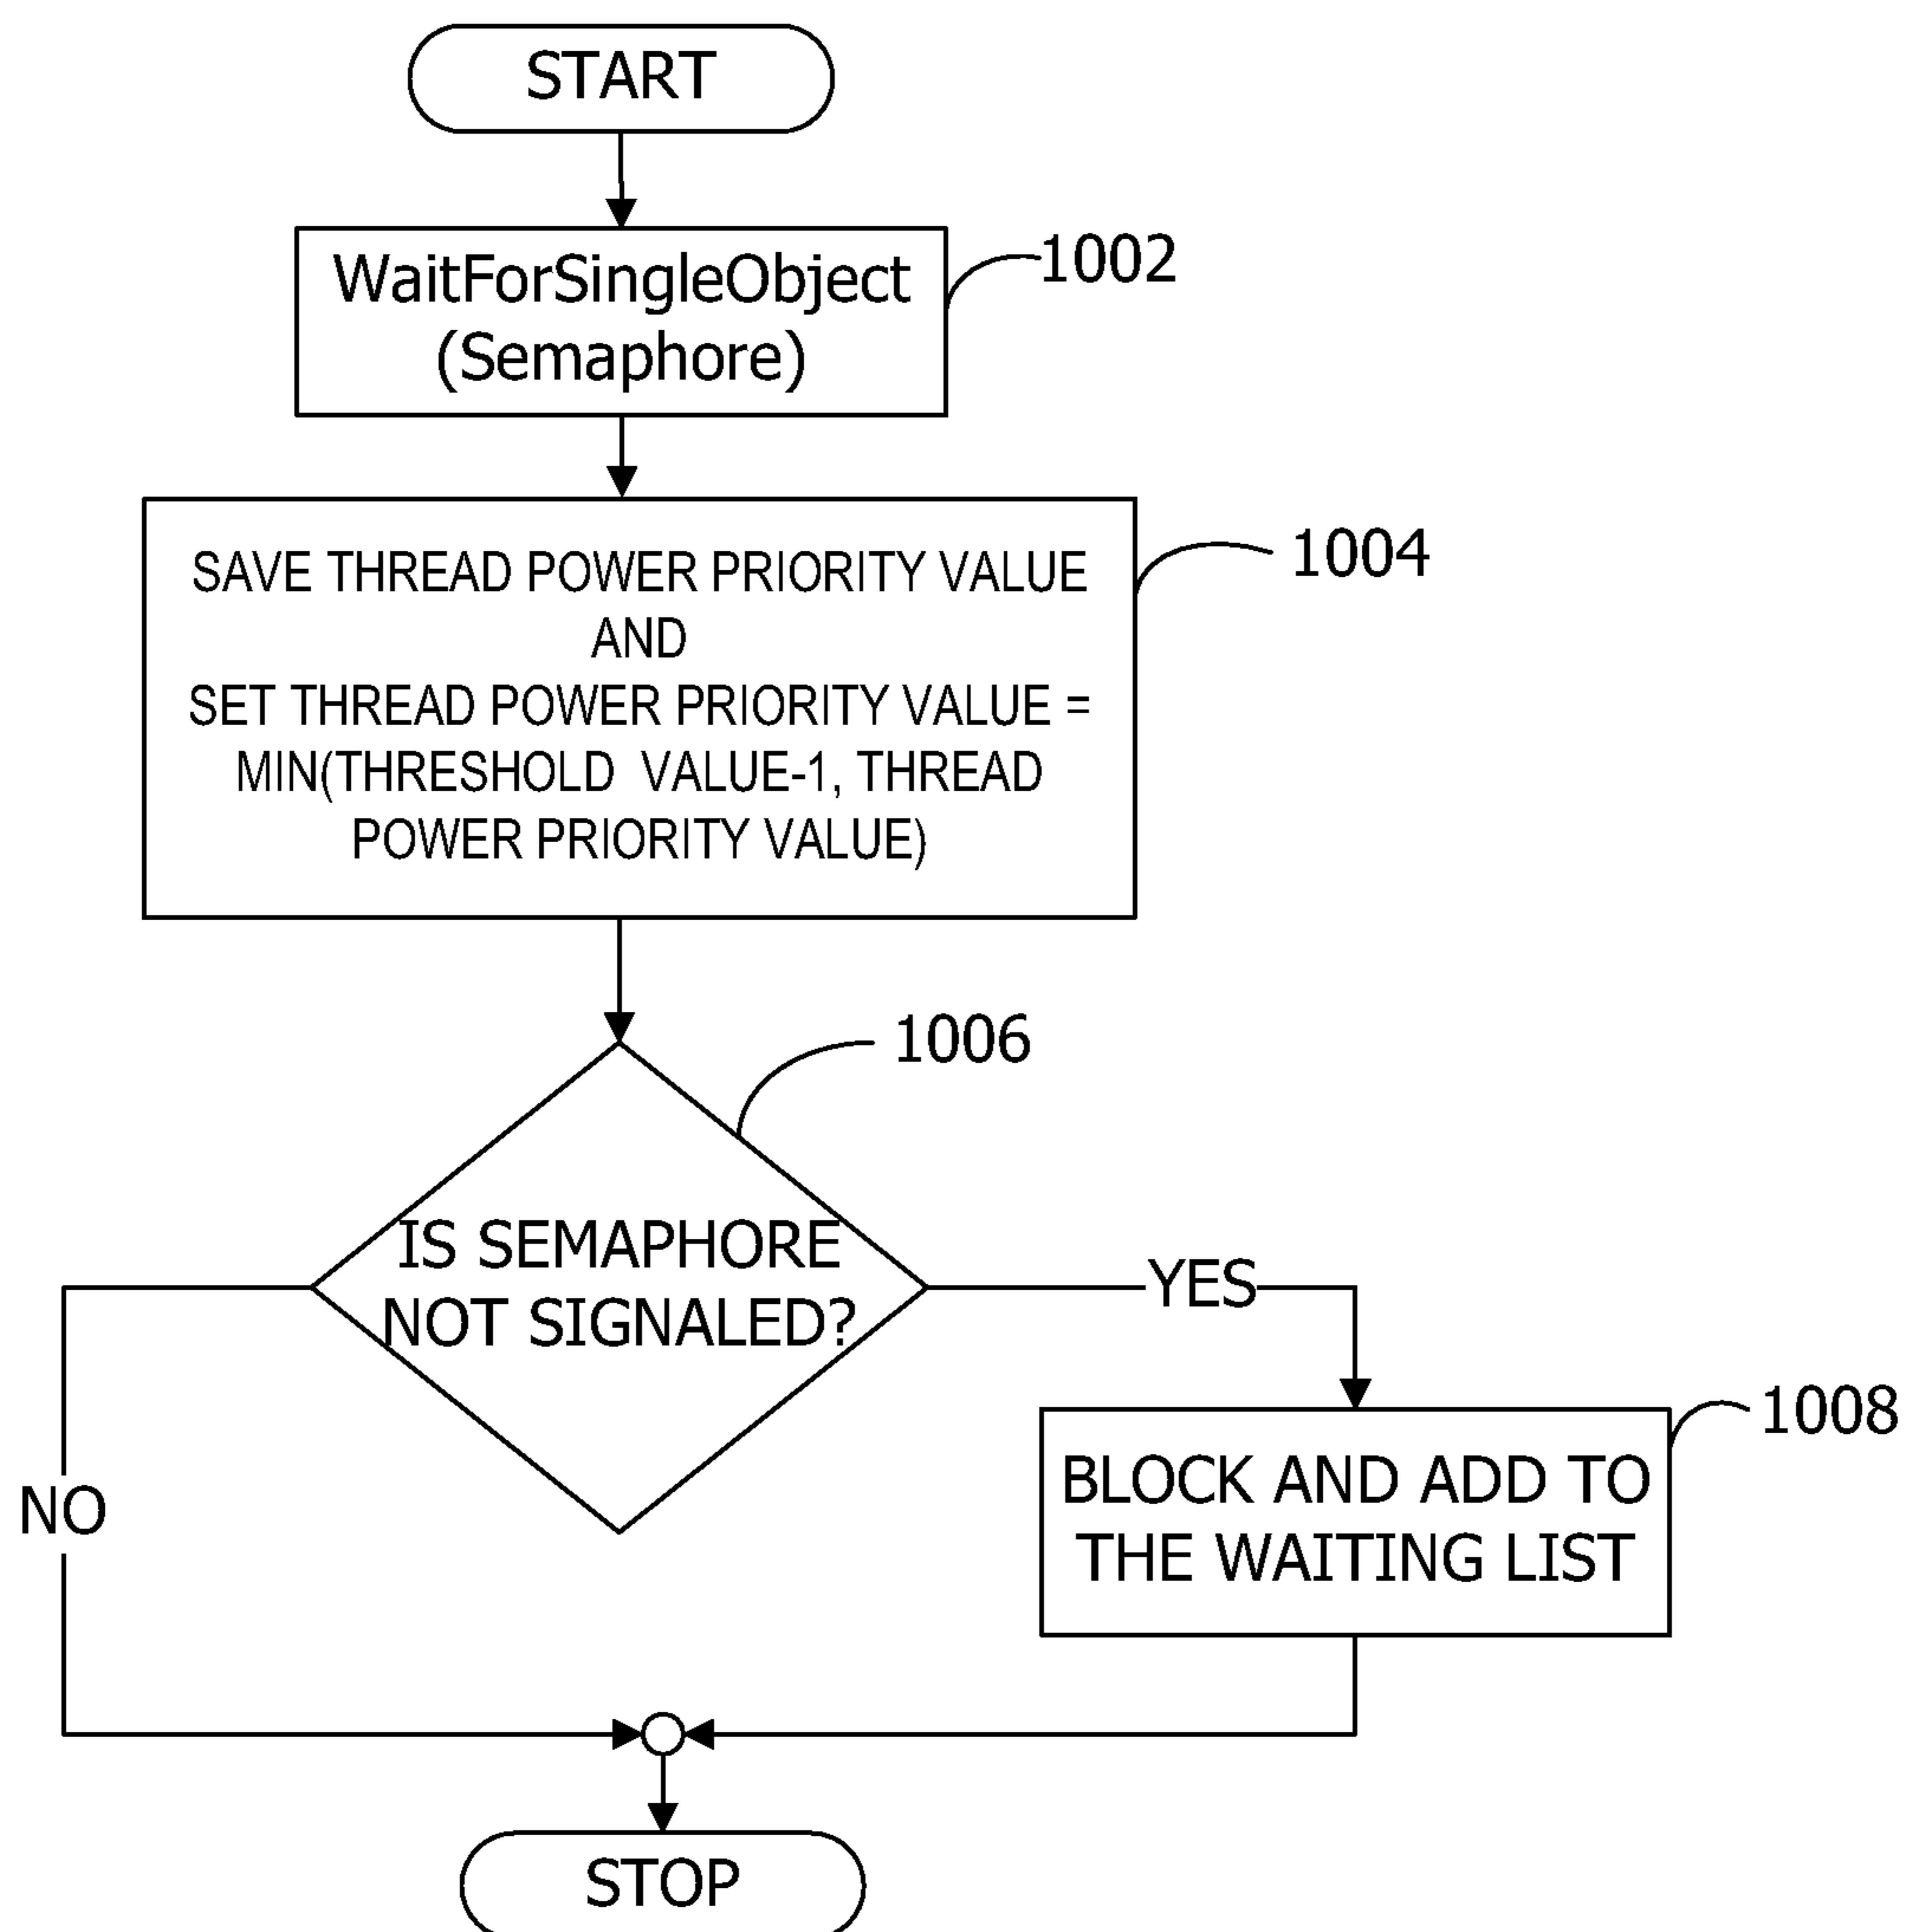 START
WaitForSingleObject
(Semaphore)
1002
SAVE THREAD POWER PRIORITY VALUE
AND
SET THREAD POWER PRIORITY VALUE =
MIN(THRESHOLD VALUE-1, THREAD
POWER PRIORITY VALUE)
1004
1006
IS SEMAPHORE
NOT SIGNALED?
YES
NO
1008
BLOCK AND ADD TO
THE WAITING LIST
STOP